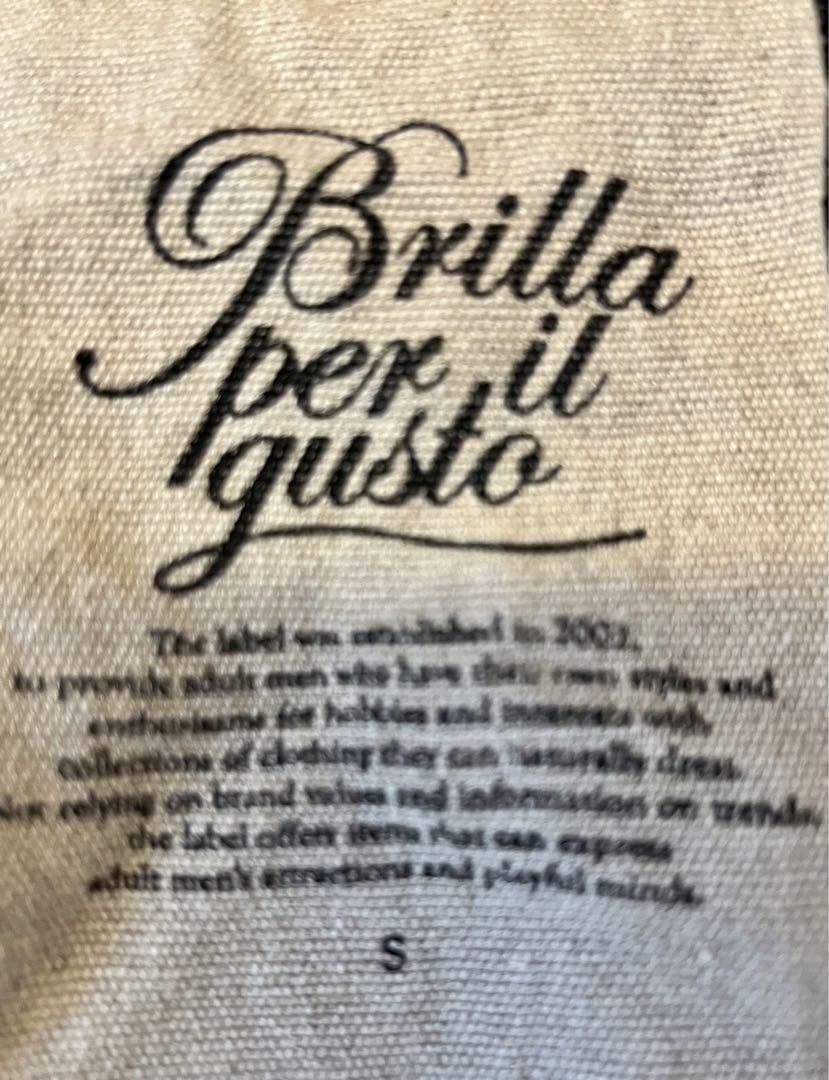 Brilla
per il
gusto
The label was established in 2007,
to provide adult men who have their own styles and
enthusiasms for hobbies and interests with
collections of clothing they can naturally dress.
Not relying on brand values and information on trends,
the label offers items that can express
adult men's attractions and playful minds.
S